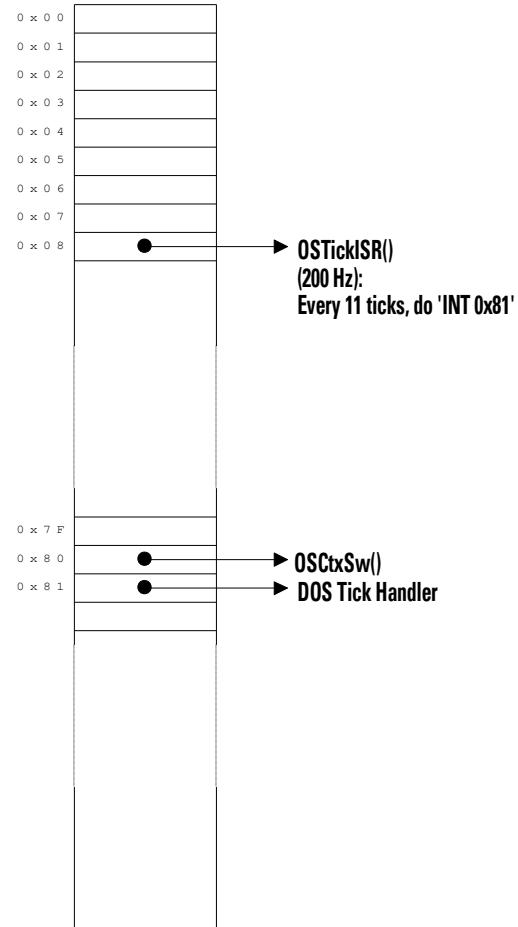 0x00
0x01
0x02
0x03
0x04
0x05
0x06
0x07
0x08
OSTickISR()
(200 Hz):
Every 11 ticks, do 'INT 0x81'
0x7F
0x80
OSCtxSw()
0x81
DOS Tick Handler